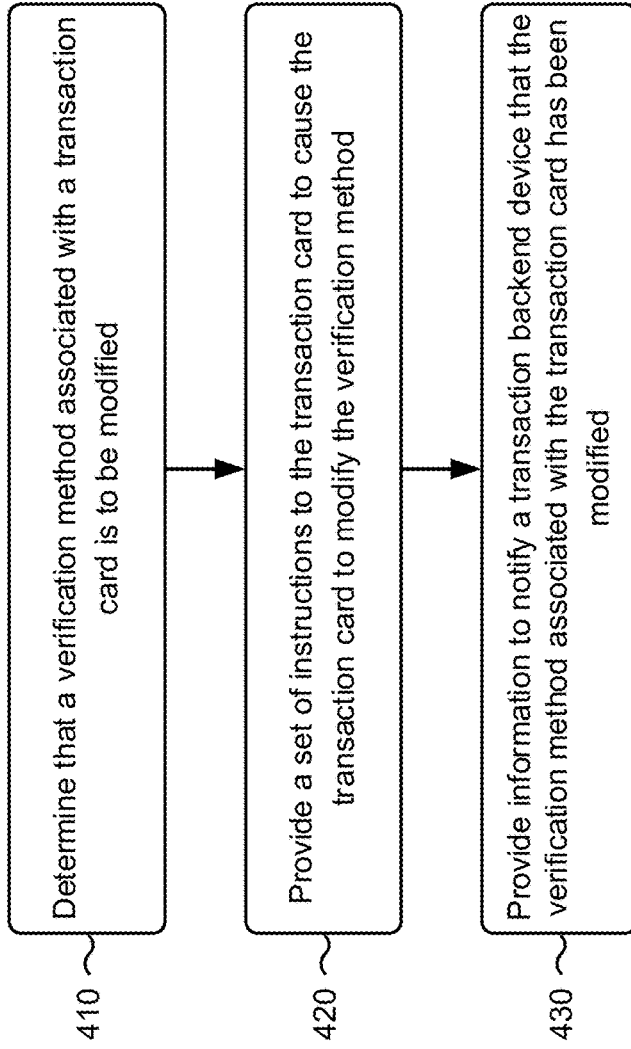 410
Determine that a verification method associated with a transaction
card is to be modified
420
Provide a set of instructions to the transaction card to cause the
transaction card to modify the verification method
430
Provide information to notify a transaction backend device that the
verification method associated with the transaction card has been
modified